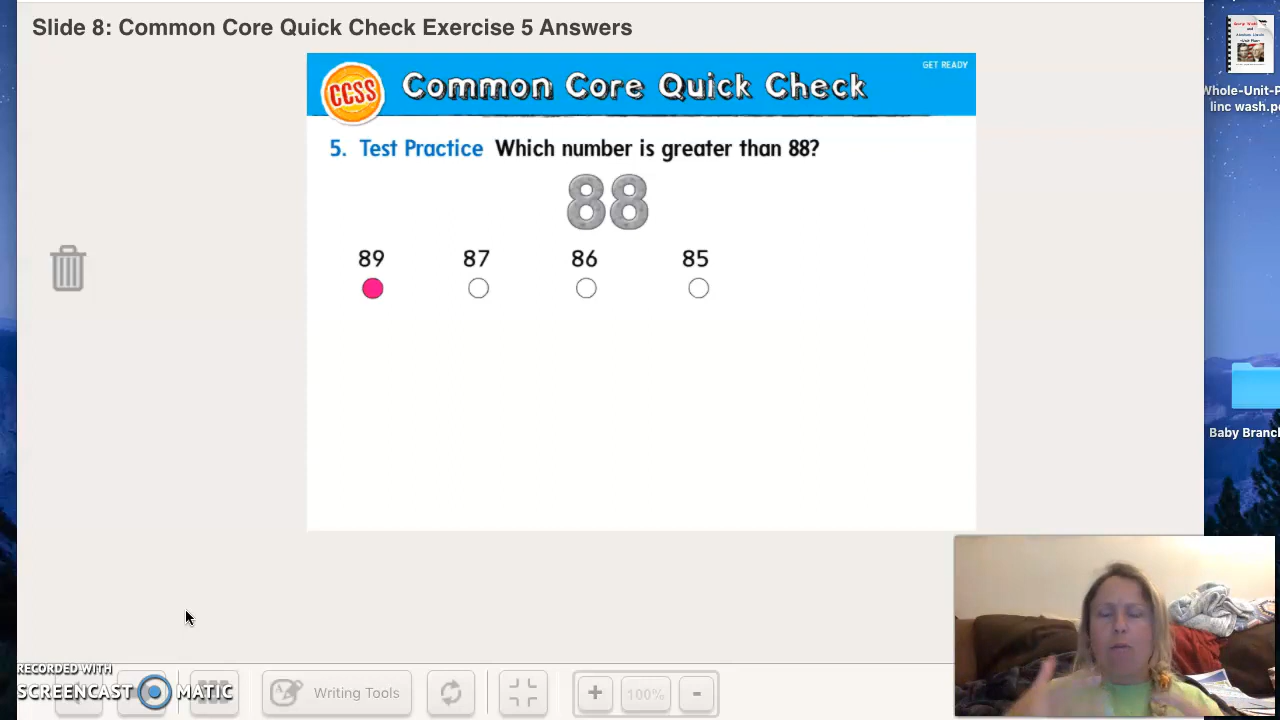 Slide 8: Common Core Quick Check Exercise 5 Answers
GET READY
CCSS
Common Core Quick Check
5. Test Practice Which number is greater than 88?
88
89 87 86 85
Whole-Unit-P
linc wash.p
Baby Branch
RECORDED WITH
SCREENCAST MATIC
Writing Tools
+ 100% -